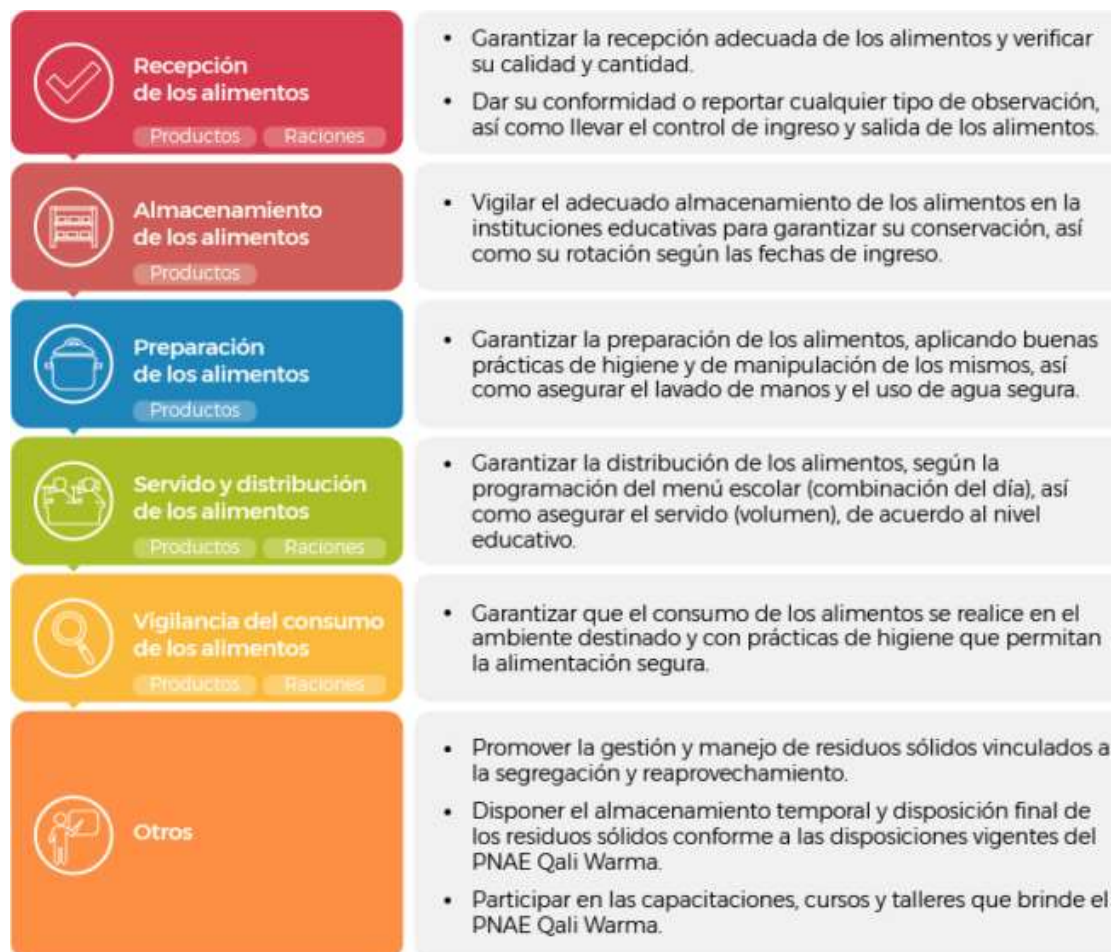 Recepción
de los alimentos
Productos Raciones
• Garantizar la recepción adecuada de los alimentos y verificar
su calidad y cantidad.
• Dar su conformidad o reportar cualquier tipo de observación,
así como llevar el control de ingreso y salida de los alimentos.
Almacenamiento
de los alimentos
Productos
• Vigilar el adecuado almacenamiento de los alimentos en la
instituciones educativas para garantizar su conservación, así
como su rotación según las fechas de ingreso.
Preparación
de los alimentos
Productos
• Garantizar la preparación de los alimentos, aplicando buenas
prácticas de higiene y de manipulación de los mismos, así
como asegurar el lavado de manos y el uso de agua segura.
Servido y distribución
de los alimentos
Productos Raciones
• Garantizar la distribución de los alimentos, según la
programación del menú escolar (combinación del día), así
como asegurar el servido (volumen), de acuerdo al nivel
educativo.
Vigilancia del consumo
de los alimentos
Productos Raciones
• Garantizar que el consumo de los alimentos se realice en el
ambiente destinado y con prácticas de higiene que permitan
la alimentación segura.
Otros
• Promover la gestión y manejo de residuos sólidos vinculados a
la segregación y reaprovechamiento.
• Disponer el almacenamiento temporal y disposición final de
los residuos sólidos conforme a las disposiciones vigentes del
PNAE Qali Warma.
• Participar en las capacitaciones, cursos y talleres que brinde el
PNAE Qali Warma.